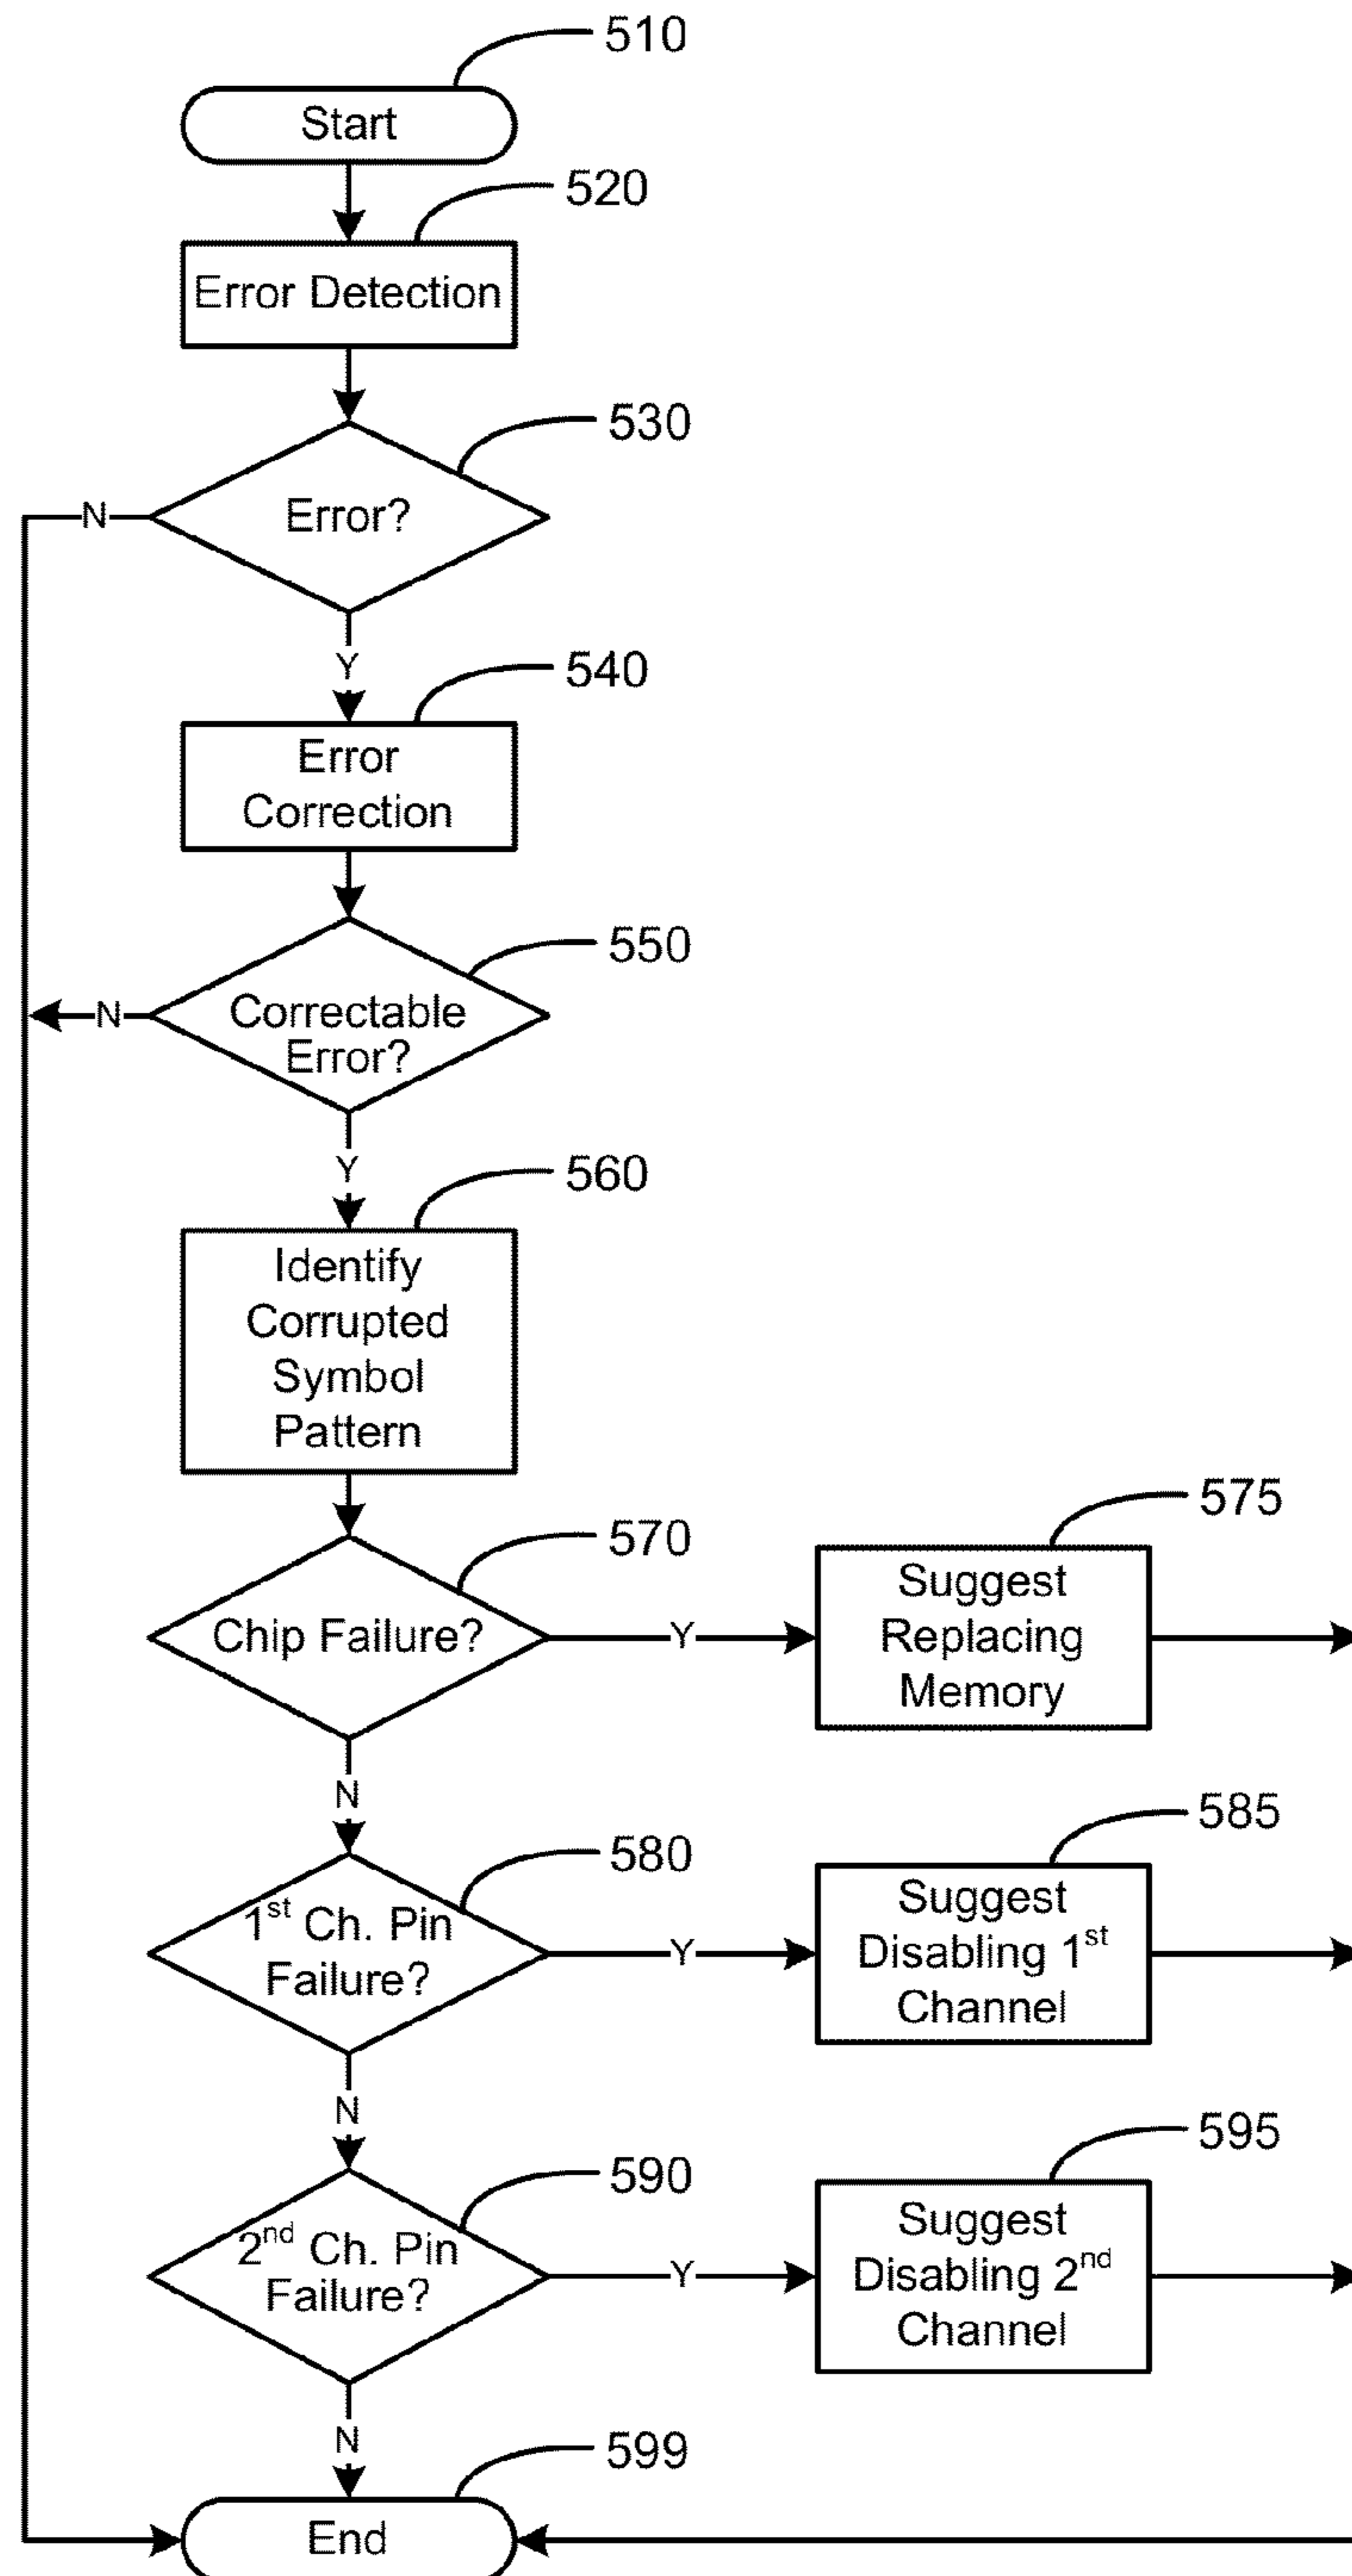 510
Start
520
Error Detection
530
Error?
N
Y
540
Error
Correction
550
Correctable
Error?
N
Y
560
Identify
Corrupted
Symbol
Pattern
570
Chip Failure?
Y
575
Suggest
Replacing
Memory
N
580
1st Ch. Pin
Failure?
Y
585
Suggest
Disabling 1st
Channel
N
590
2nd Ch. Pin
Failure?
Y
595
Suggest
Disabling 2nd
Channel
N
599
End